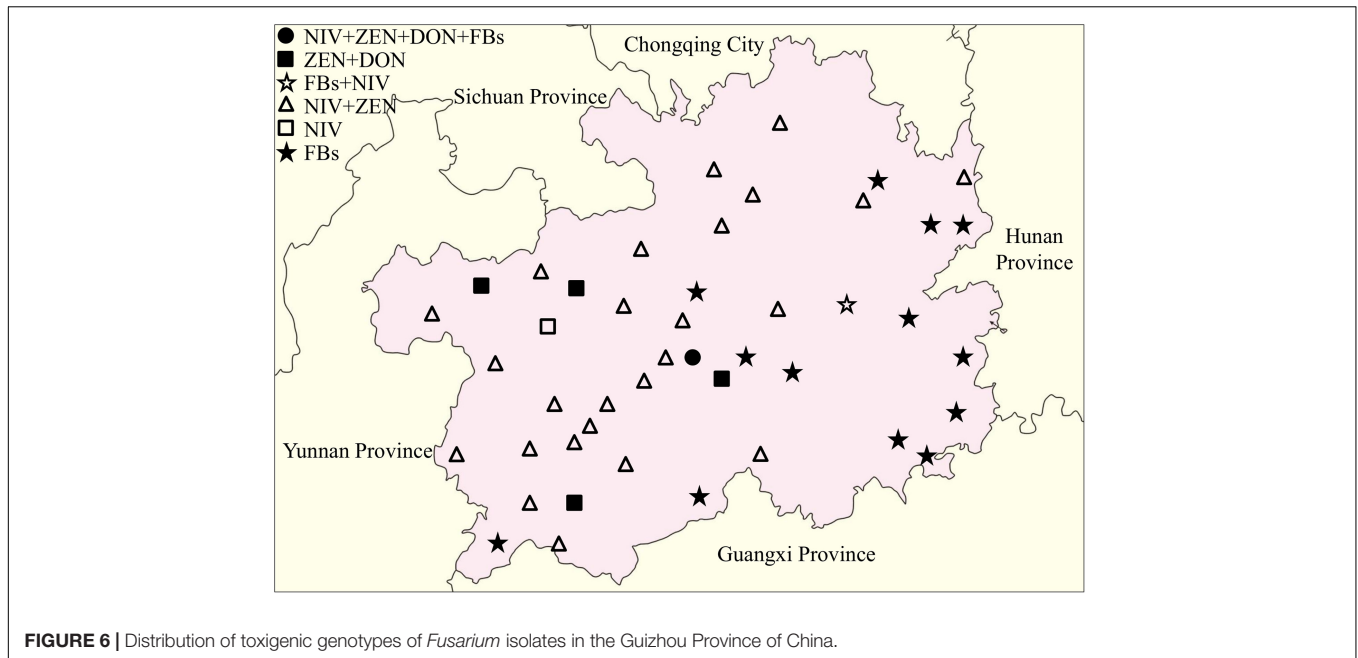 NIV+ZEN+DON+FBs
ZEN+DON
FBs+NIV
NIV+ZEN
NIV
FBs
Chongqing City
Sichuan Province
Hunan
Province
Yunnan Province
Guangxi Province
FIGURE 6 | Distribution of toxigenic genotypes of Fusarium isolates in the Guizhou Province of China.